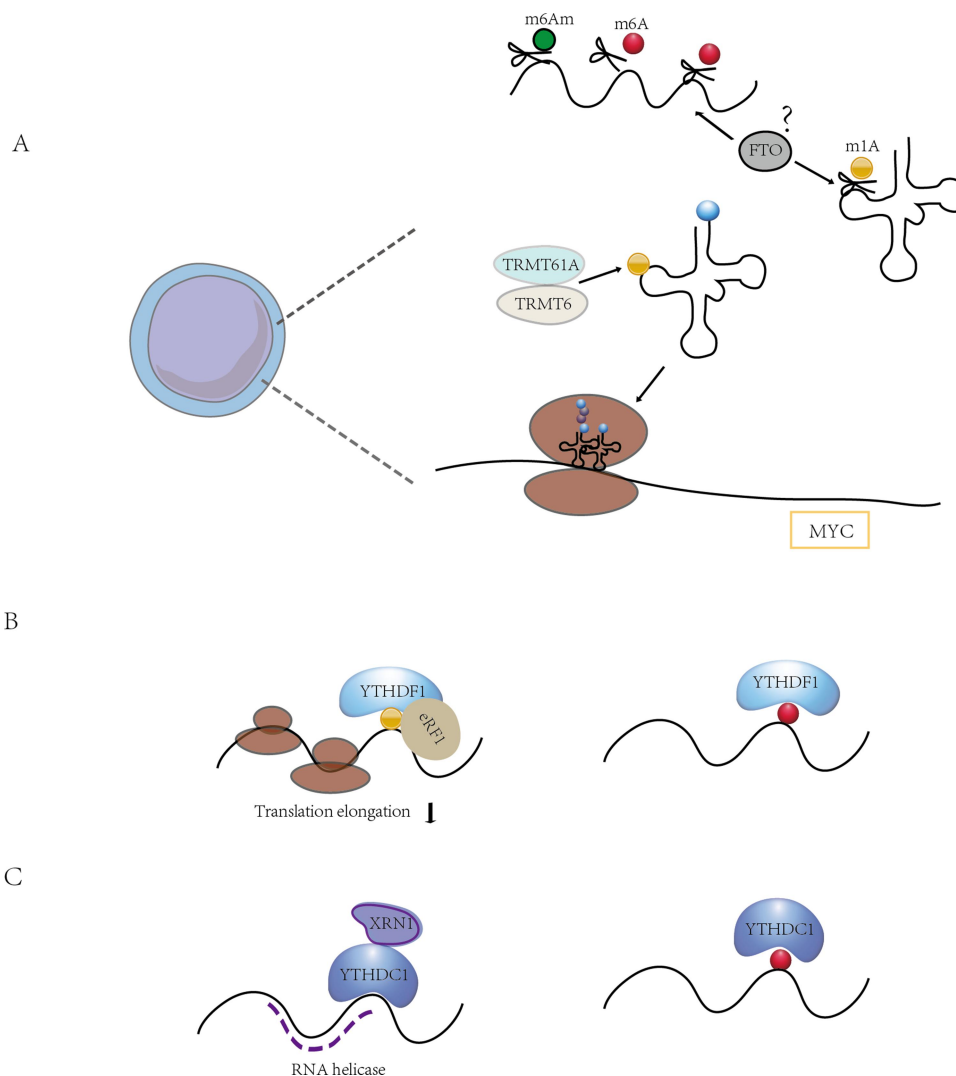 m6Am
m6A
A
?
FTO
m1A
TRMT61A
TRMT6
MYC
B
YTHDF1
eRF1
YTHDF1
Translation elongation
C
XRN1
YTHDC1
YTHDC1
RNA helicase